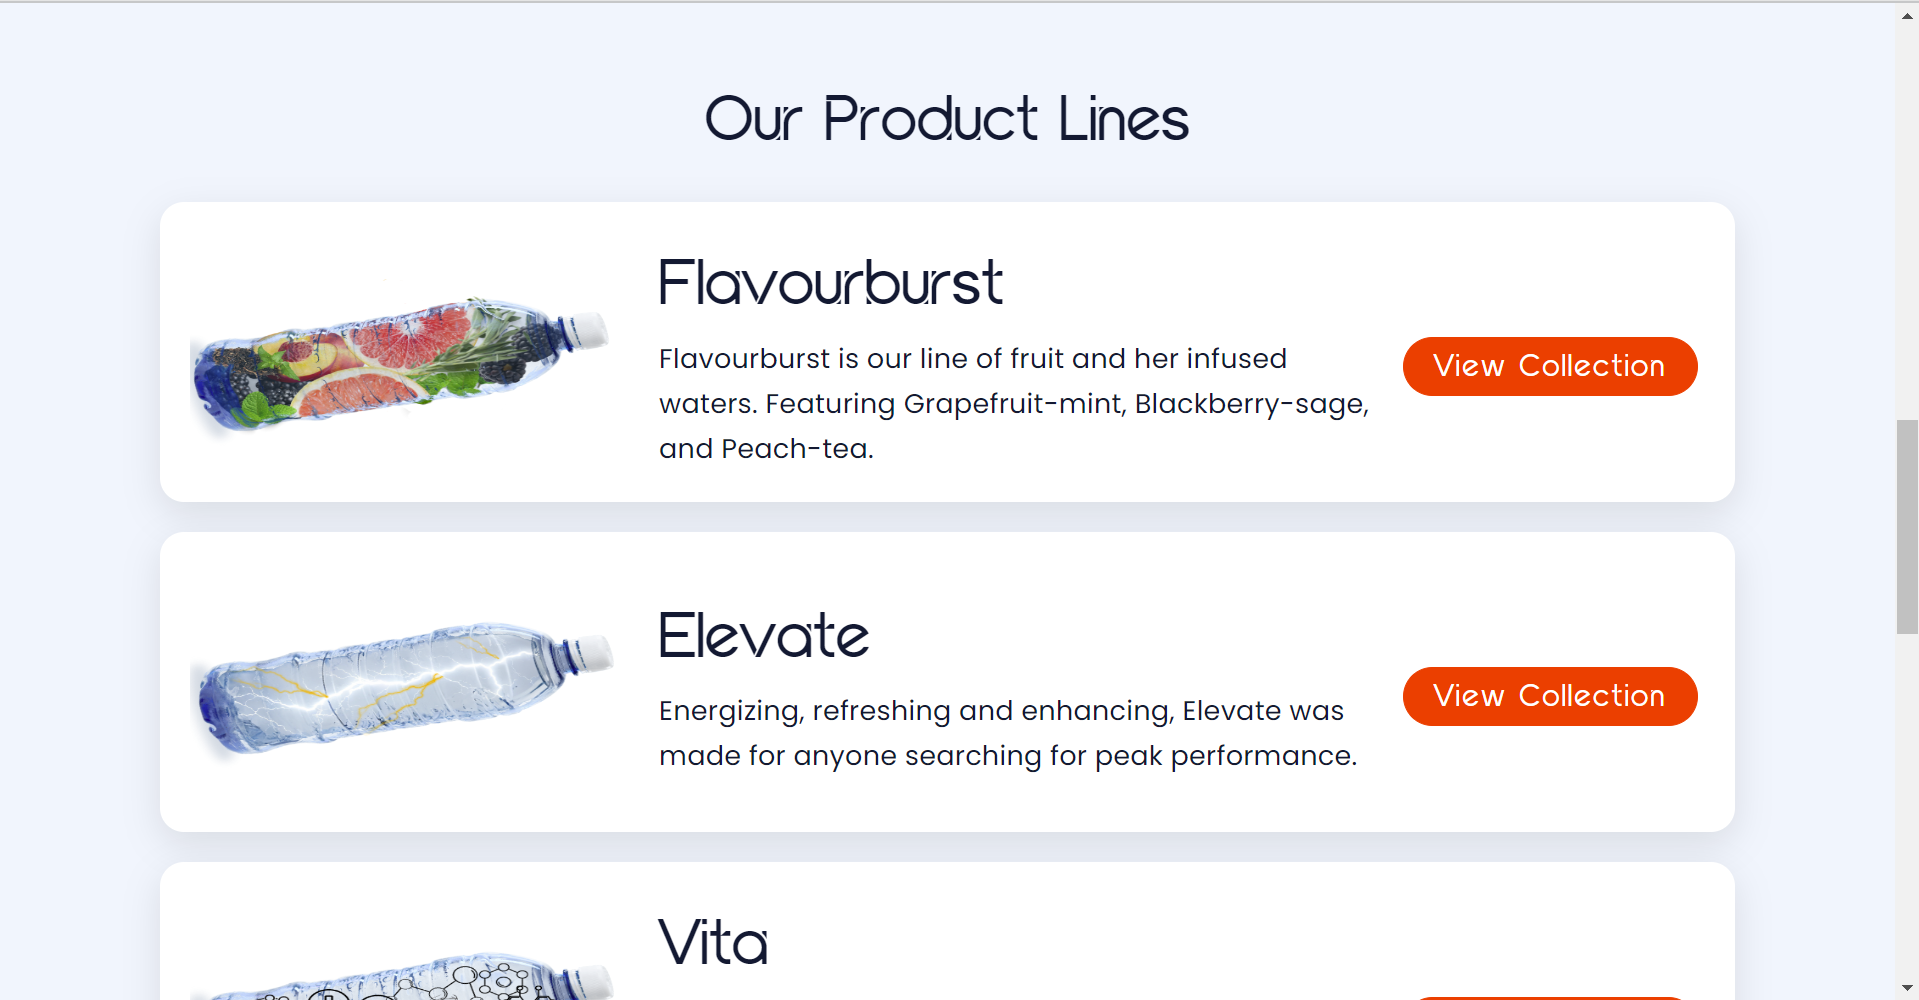 Our Product Lines
Flavourburst
Flavourburst is our line of fruit and her infused
waters. Featuring Grapefruit-mint, Blackberry-sage,
and Peach-tea.
View Collection
Elevate
Energizing, refreshing and enhancing, Elevate was
made for anyone searching for peak performance.
View Collection
Vita